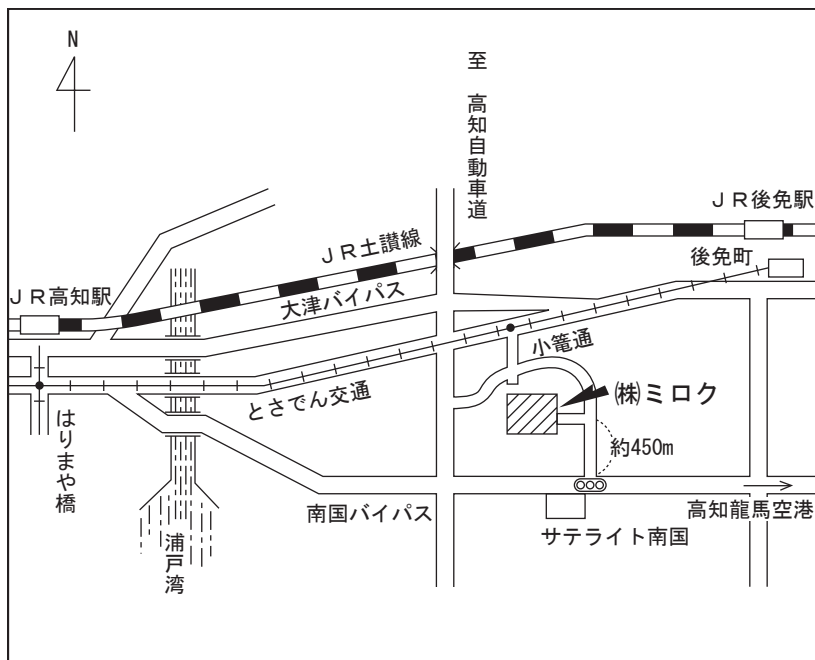 N
至 高知自動車道
JR後免駅
JR土讃線
後免町
JR高知駅
大津バイパス
小篭通
とさでん交通
㈱ミロク
はりまや橋
約450m
南国バイパス
高知龍馬空港
サテライト南国
浦戸湾